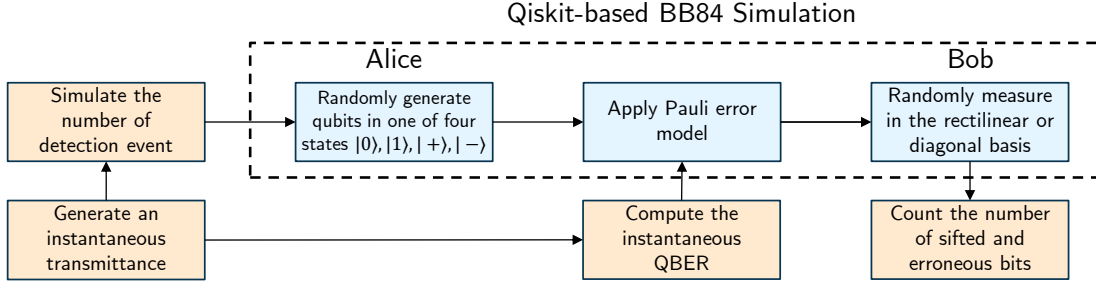 Qiskit-based BB84 Simulation
Alice
Bob
Simulate the
number of
detection event
Randomly generate
qubits in one of four
states |0⟩, |1⟩, | +⟩, | −⟩
Apply Pauli error
model
Randomly measure
in the rectilinear or
diagonal basis
Generate an
instantaneous
transmittance
Compute the
instantaneous
QBER
Count the number
of sifted and
erroneous bits